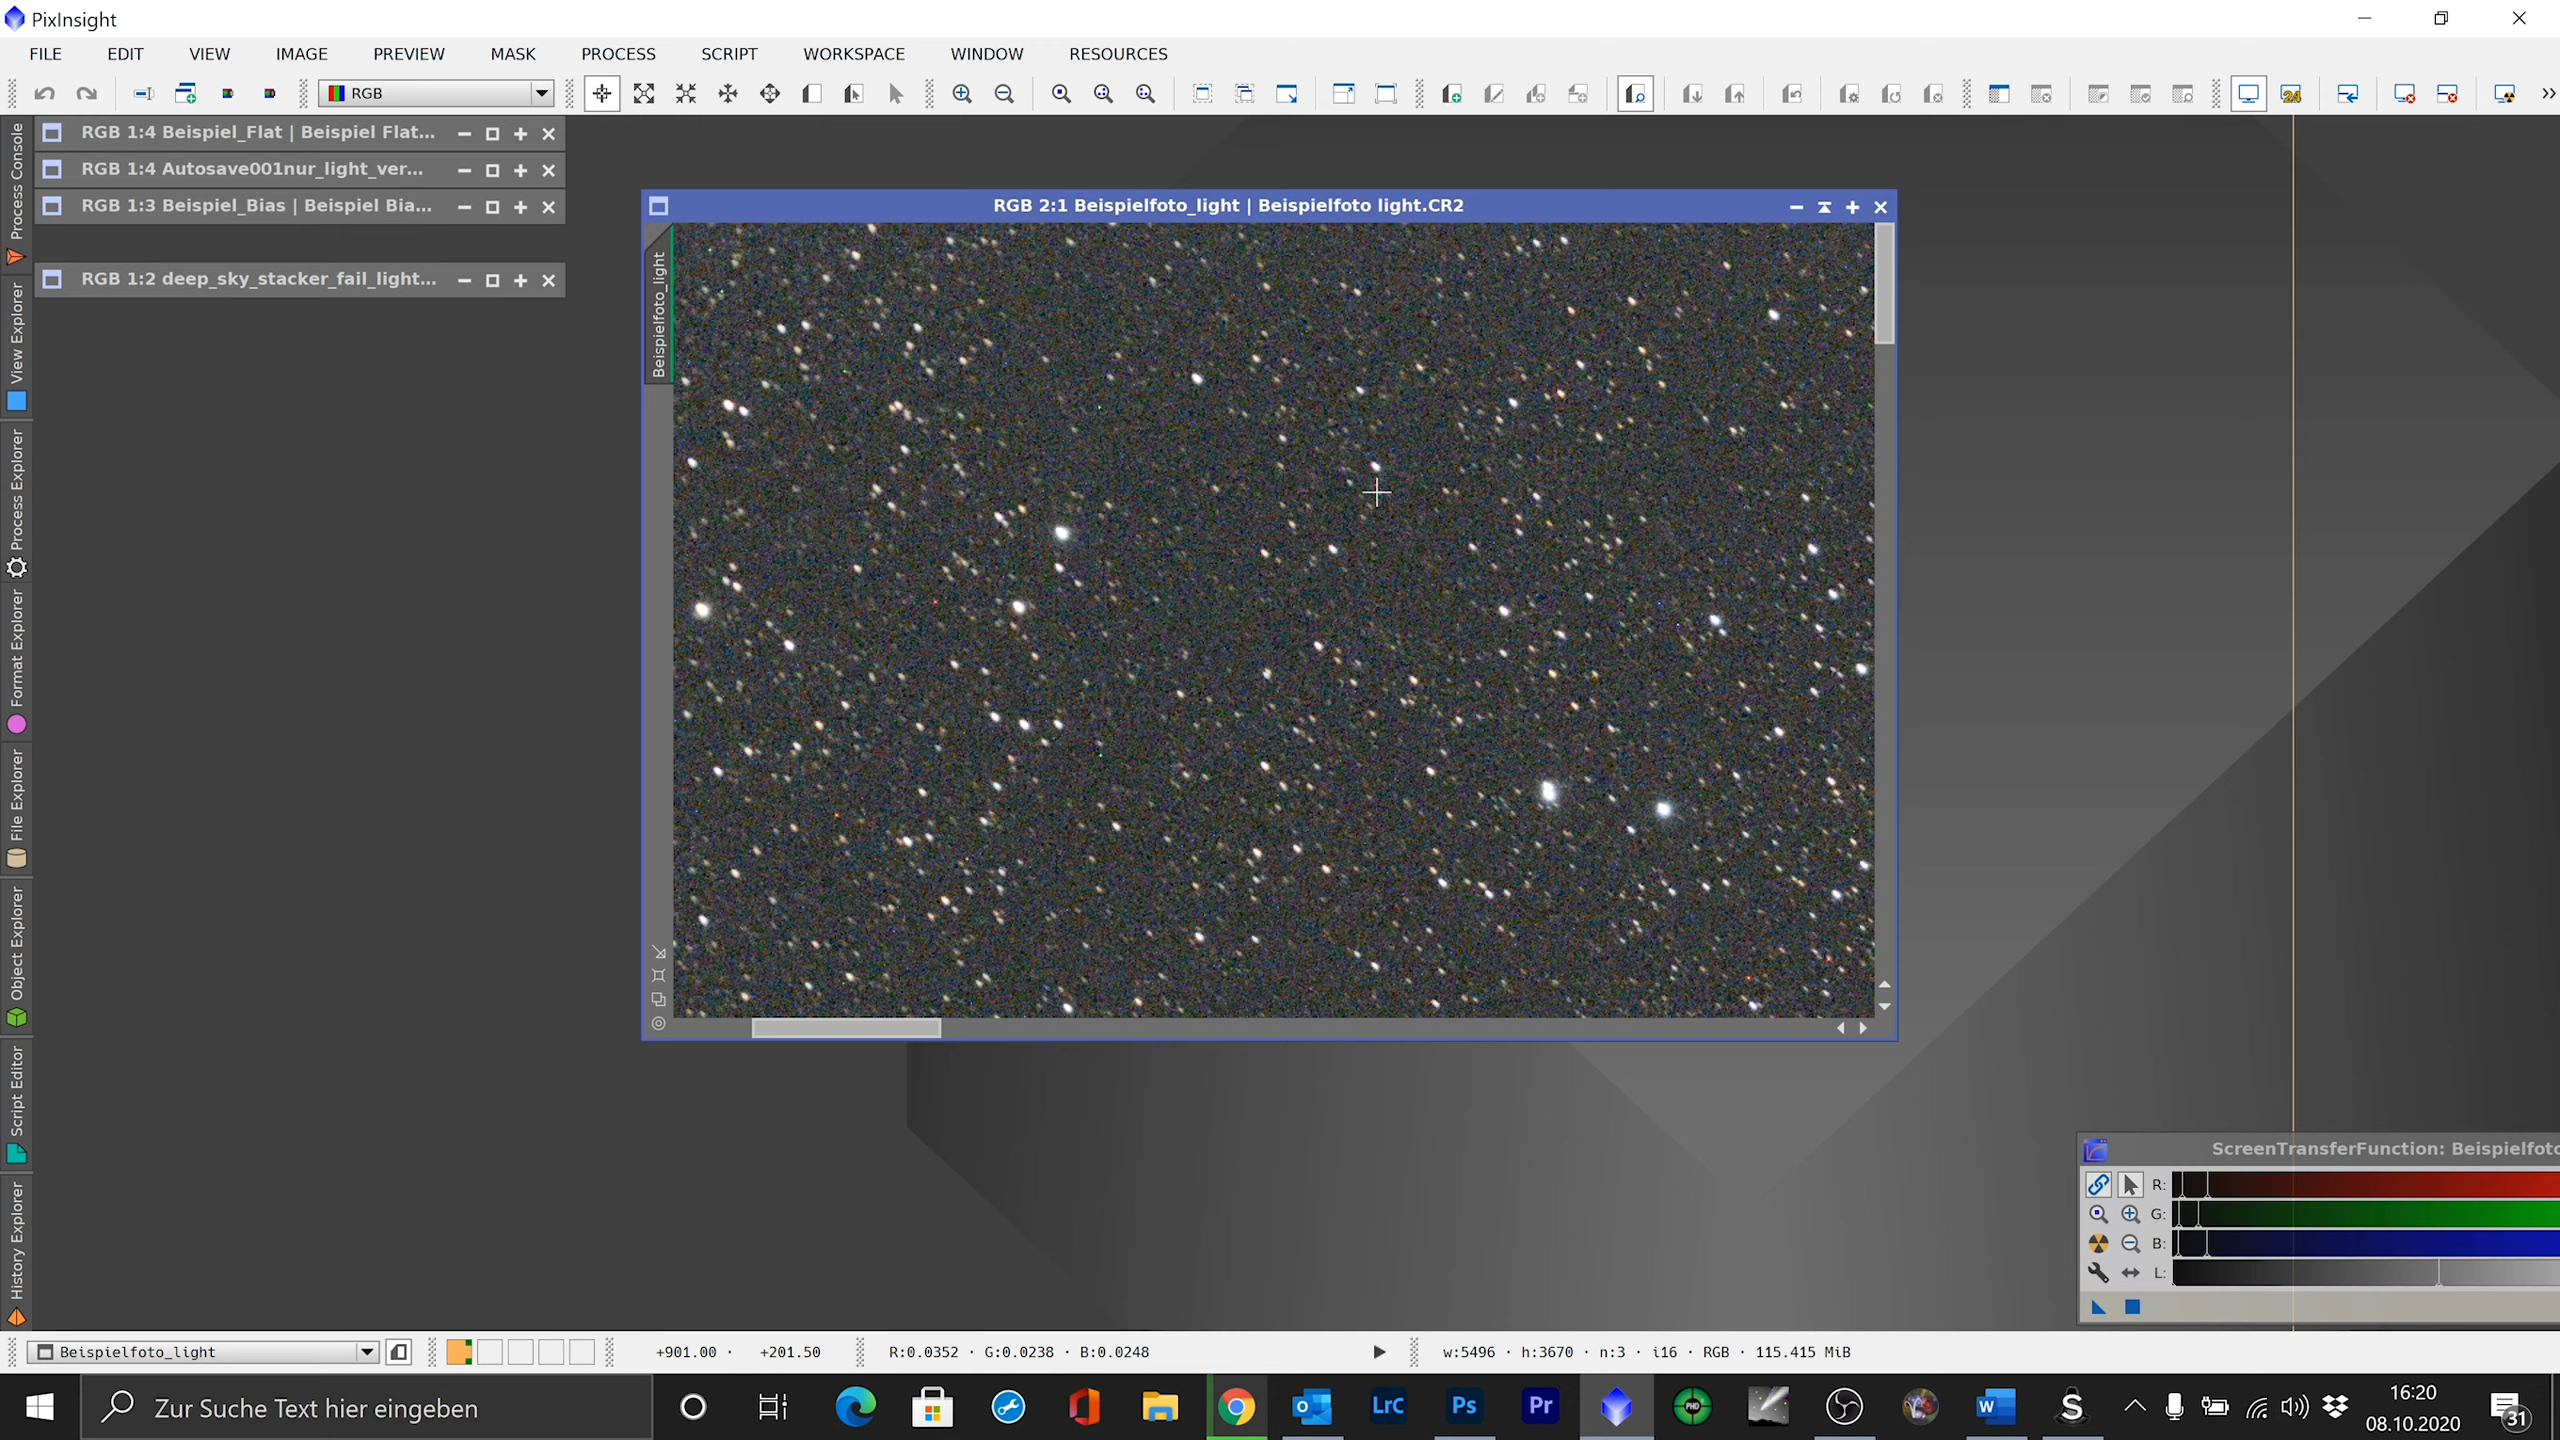 PixInsight
FILE EDIT VIEW IMAGE PREVIEW MASK PROCESS SCRIPT WORKSPACE WINDOW RESOURCES
RGB
24
RGB 1:4 Beispiel_Flat | Beispiel Flat...
RGB 1:4 Autosave001nur_light_ver...
RGB 1:3 Beispiel_Bias | Beispiel Bia...
RGB 1:2 deep_sky_stacker_fail_light...
RGB 2:1 Beispielfoto_light | Beispielfoto light.CR2
Beispielfoto_light
Process Console
View Explorer
Process Explorer
Format Explorer
File Explorer
Object Explorer
Script Editor
History Explorer
ScreenTransferFunction: Beispielfoto
R:
G:
B:
L:
Beispielfoto_light
+901.00 · +201.50
R:0.0352 · G:0.0238 · B:0.0248
w:5496 · h:3670 · n:3 · i16 · RGB · 115.415 MiB
Zur Suche Text hier eingeben
LrC
Ps
Pr
PHD
16:20
08.10.2020
31